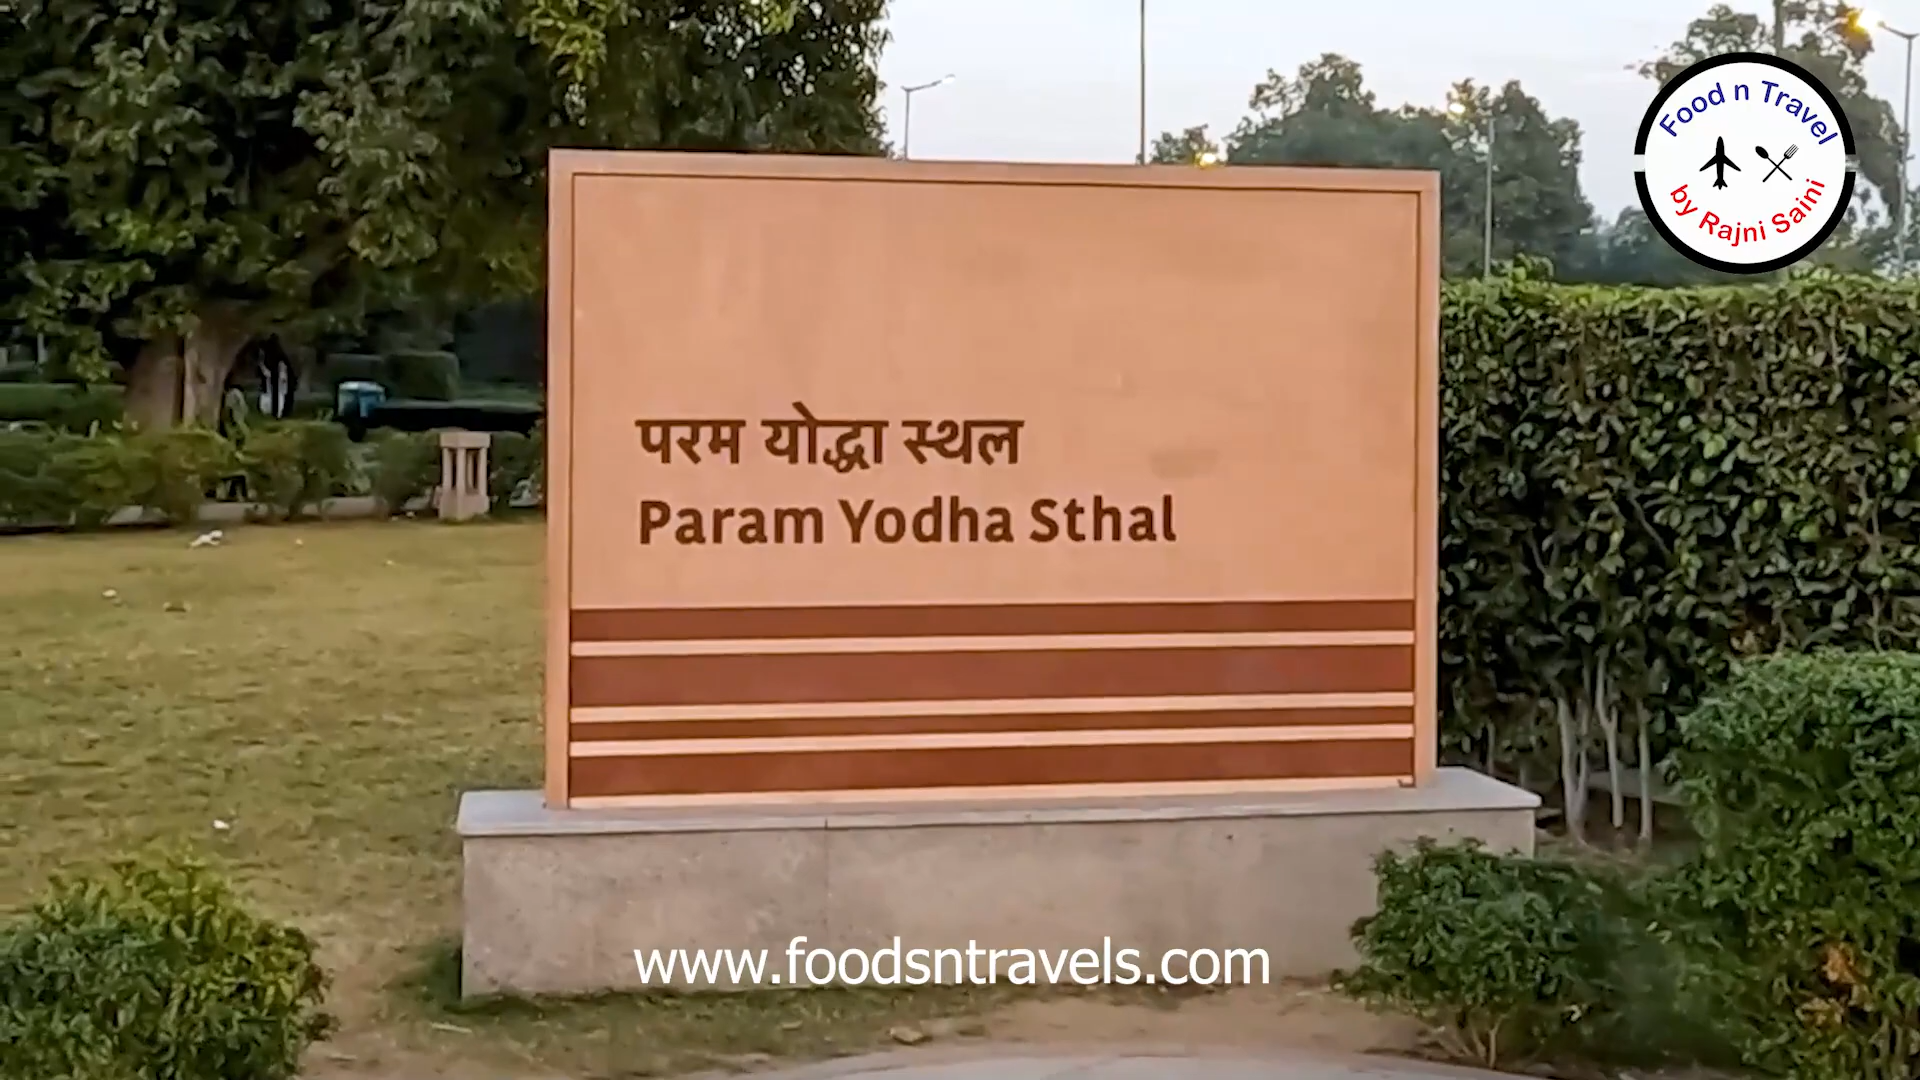 Food n Travel
by Rajni Saini
परम योद्धा स्थल
Param Yodha Sthal
www.foodsntravels.com